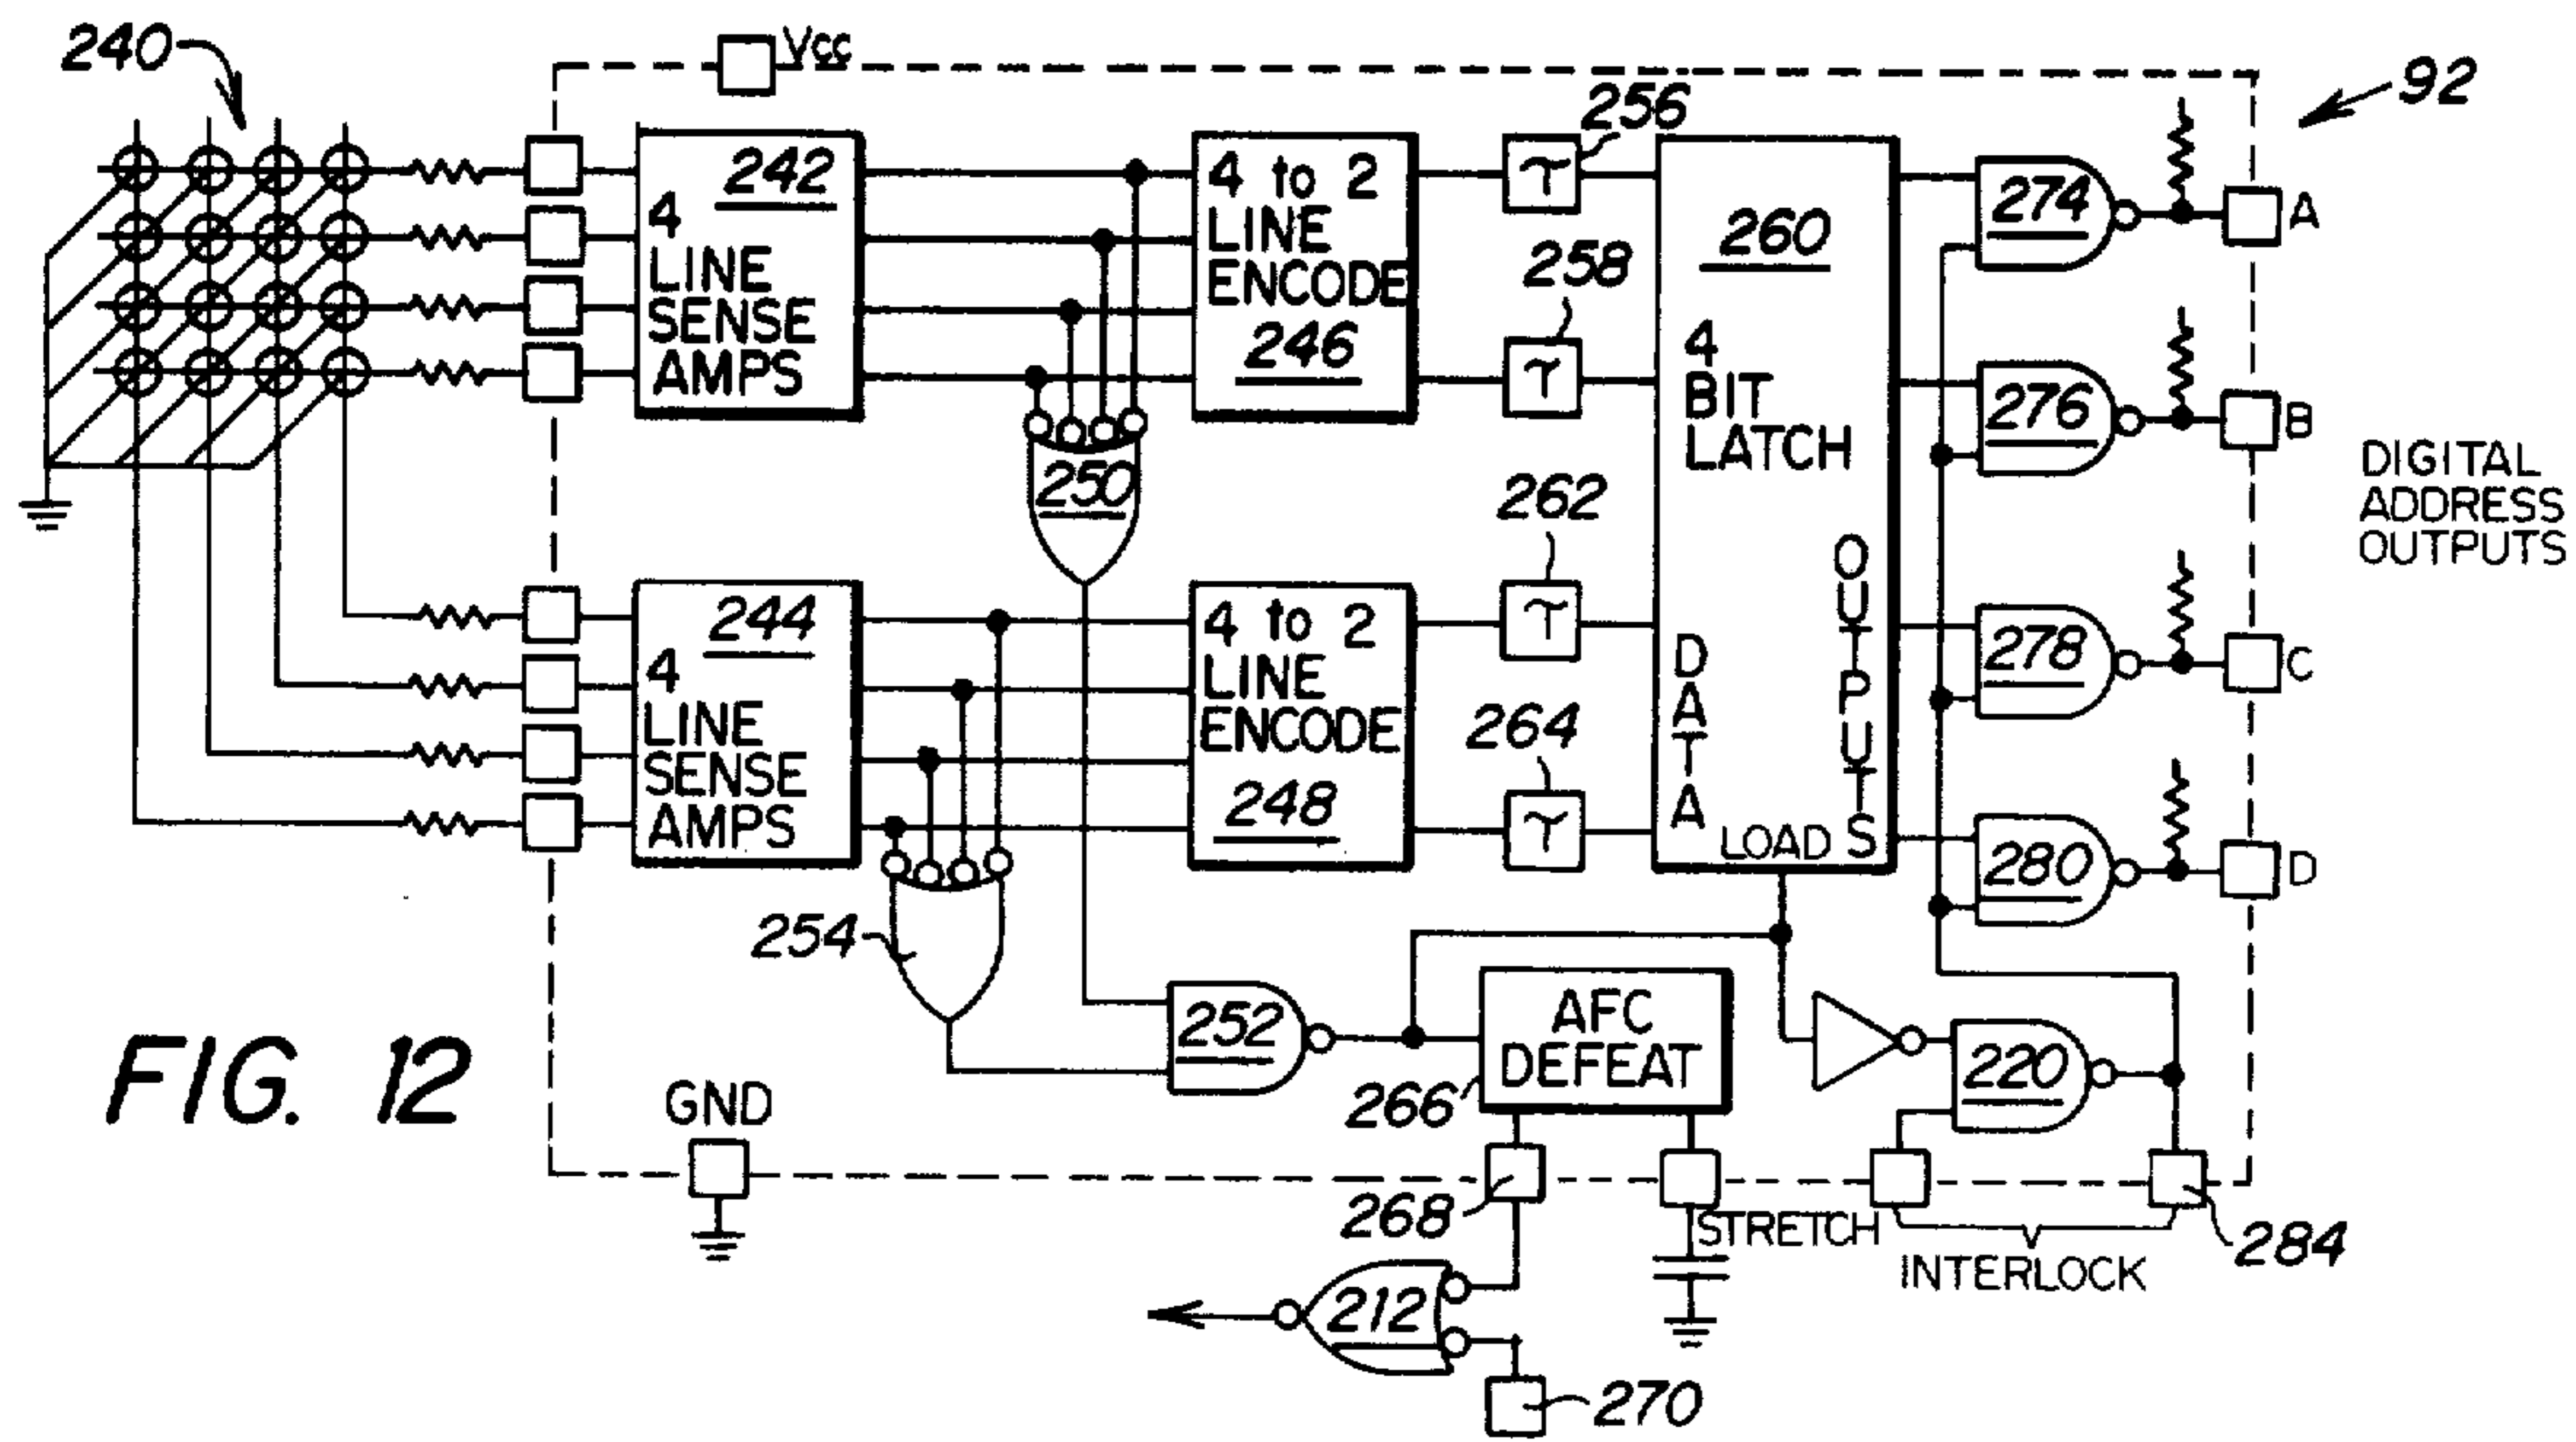 240
Vcc
92
256
242
4
LINE
SENSE
AMPS
4 to 2
LINE
ENCODE
246
τ
258
τ
260
4
BIT
LATCH
274
A
276
B
DIGITAL
ADDRESS
OUTPUTS
250
262
τ
244
4
LINE
SENSE
AMPS
4 to 2
LINE
ENCODE
248
264
τ
DATA
OUTPUTS
LOAD
278
C
280
D
254
252
AFC
DEFEAT
266
220
FIG. 12
GND
268
STRETCH
INTERLOCK
284
212
270